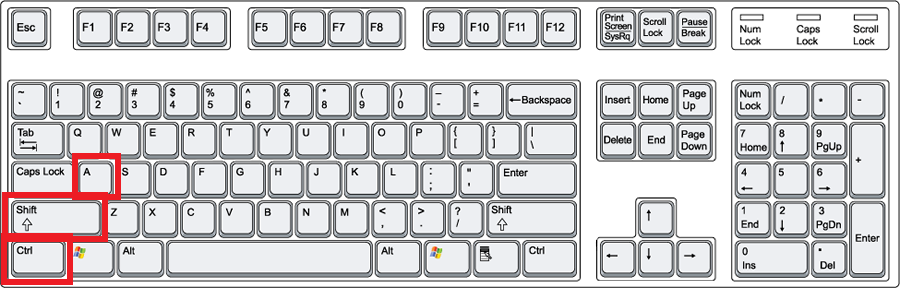 Esc F1 F2 F3 F4 F5 F6 F7 F8 F9 F10 F11 F12 Print Screen SysRq Scroll Lock Pause Break Num Lock Caps Lock Scroll Lock
~ ` ! 1 @ 2 # 3 $ 4 % 5 ^ 6 & 7 * 8 ( 9 ) 0 – - + = ←Backspace Insert Home Page Up Num Lock / * -
Tab Q W E R T Y U I O P { [ } ] | \ Delete End Page Down 7 Home 8 ↑ 9 PgUp +
Caps Lock A S D F G H J K L : ; " ' Enter 4 ← 5 6 →
Shift Z X C V B N M < , > . ? / Shift ↑ 1 End 2 ↓ 3 PgDn Enter
Ctrl Alt Alt Ctrl ← ↓ → 0 Ins . Del